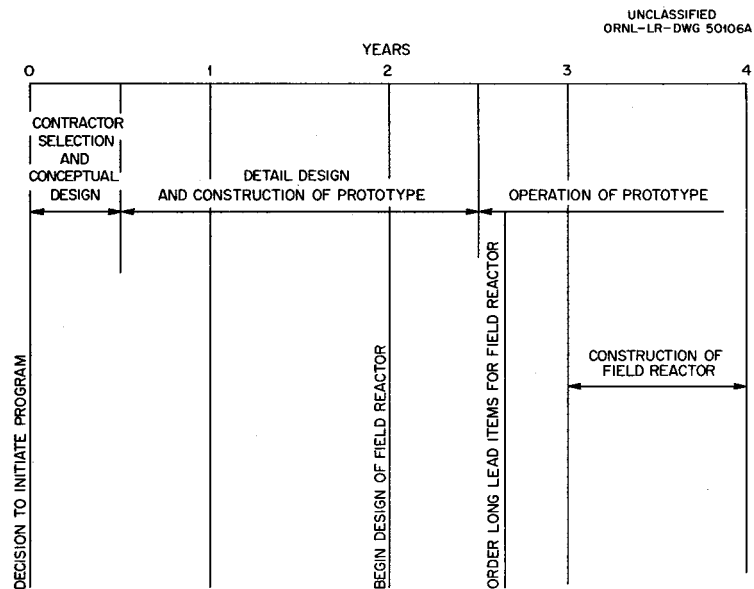 UNCLASSIFIED
ORNL-LR-DWG 50106A
YEARS
0 1 2 3 4
CONTRACTOR
SELECTION
AND
CONCEPTUAL
DESIGN
DETAIL DESIGN
AND CONSTRUCTION OF PROTOTYPE
OPERATION OF PROTOTYPE
DECISION TO INITIATE PROGRAM
BEGIN DESIGN OF FIELD REACTOR
ORDER LONG LEAD ITEMS FOR FIELD REACTOR
CONSTRUCTION OF
FIELD REACTOR